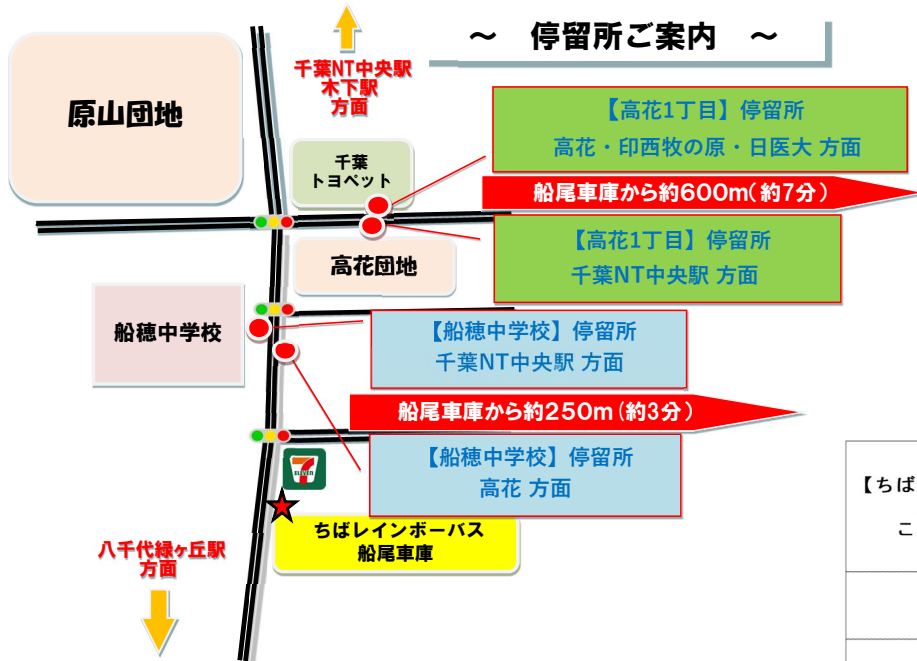 ~ 停留所ご案内 ~
千葉NT中央駅
木下駅
方面
原山団地
【高花1丁目】停留所
高花・印西牧の原・日医大 方面
千葉
トヨペット
船尾車庫から約600m(約7分)
【高花1丁目】停留所
千葉NT中央駅 方面
高花団地
船穂中学校
【船穂中学校】停留所
千葉NT中央駅 方面
船尾車庫から約250m(約3分)
【船穂中学校】停留所
高花 方面
7
ELEVEN
ちばレインボーバス
船尾車庫
八千代緑ヶ丘駅
方面
【ちば
こ